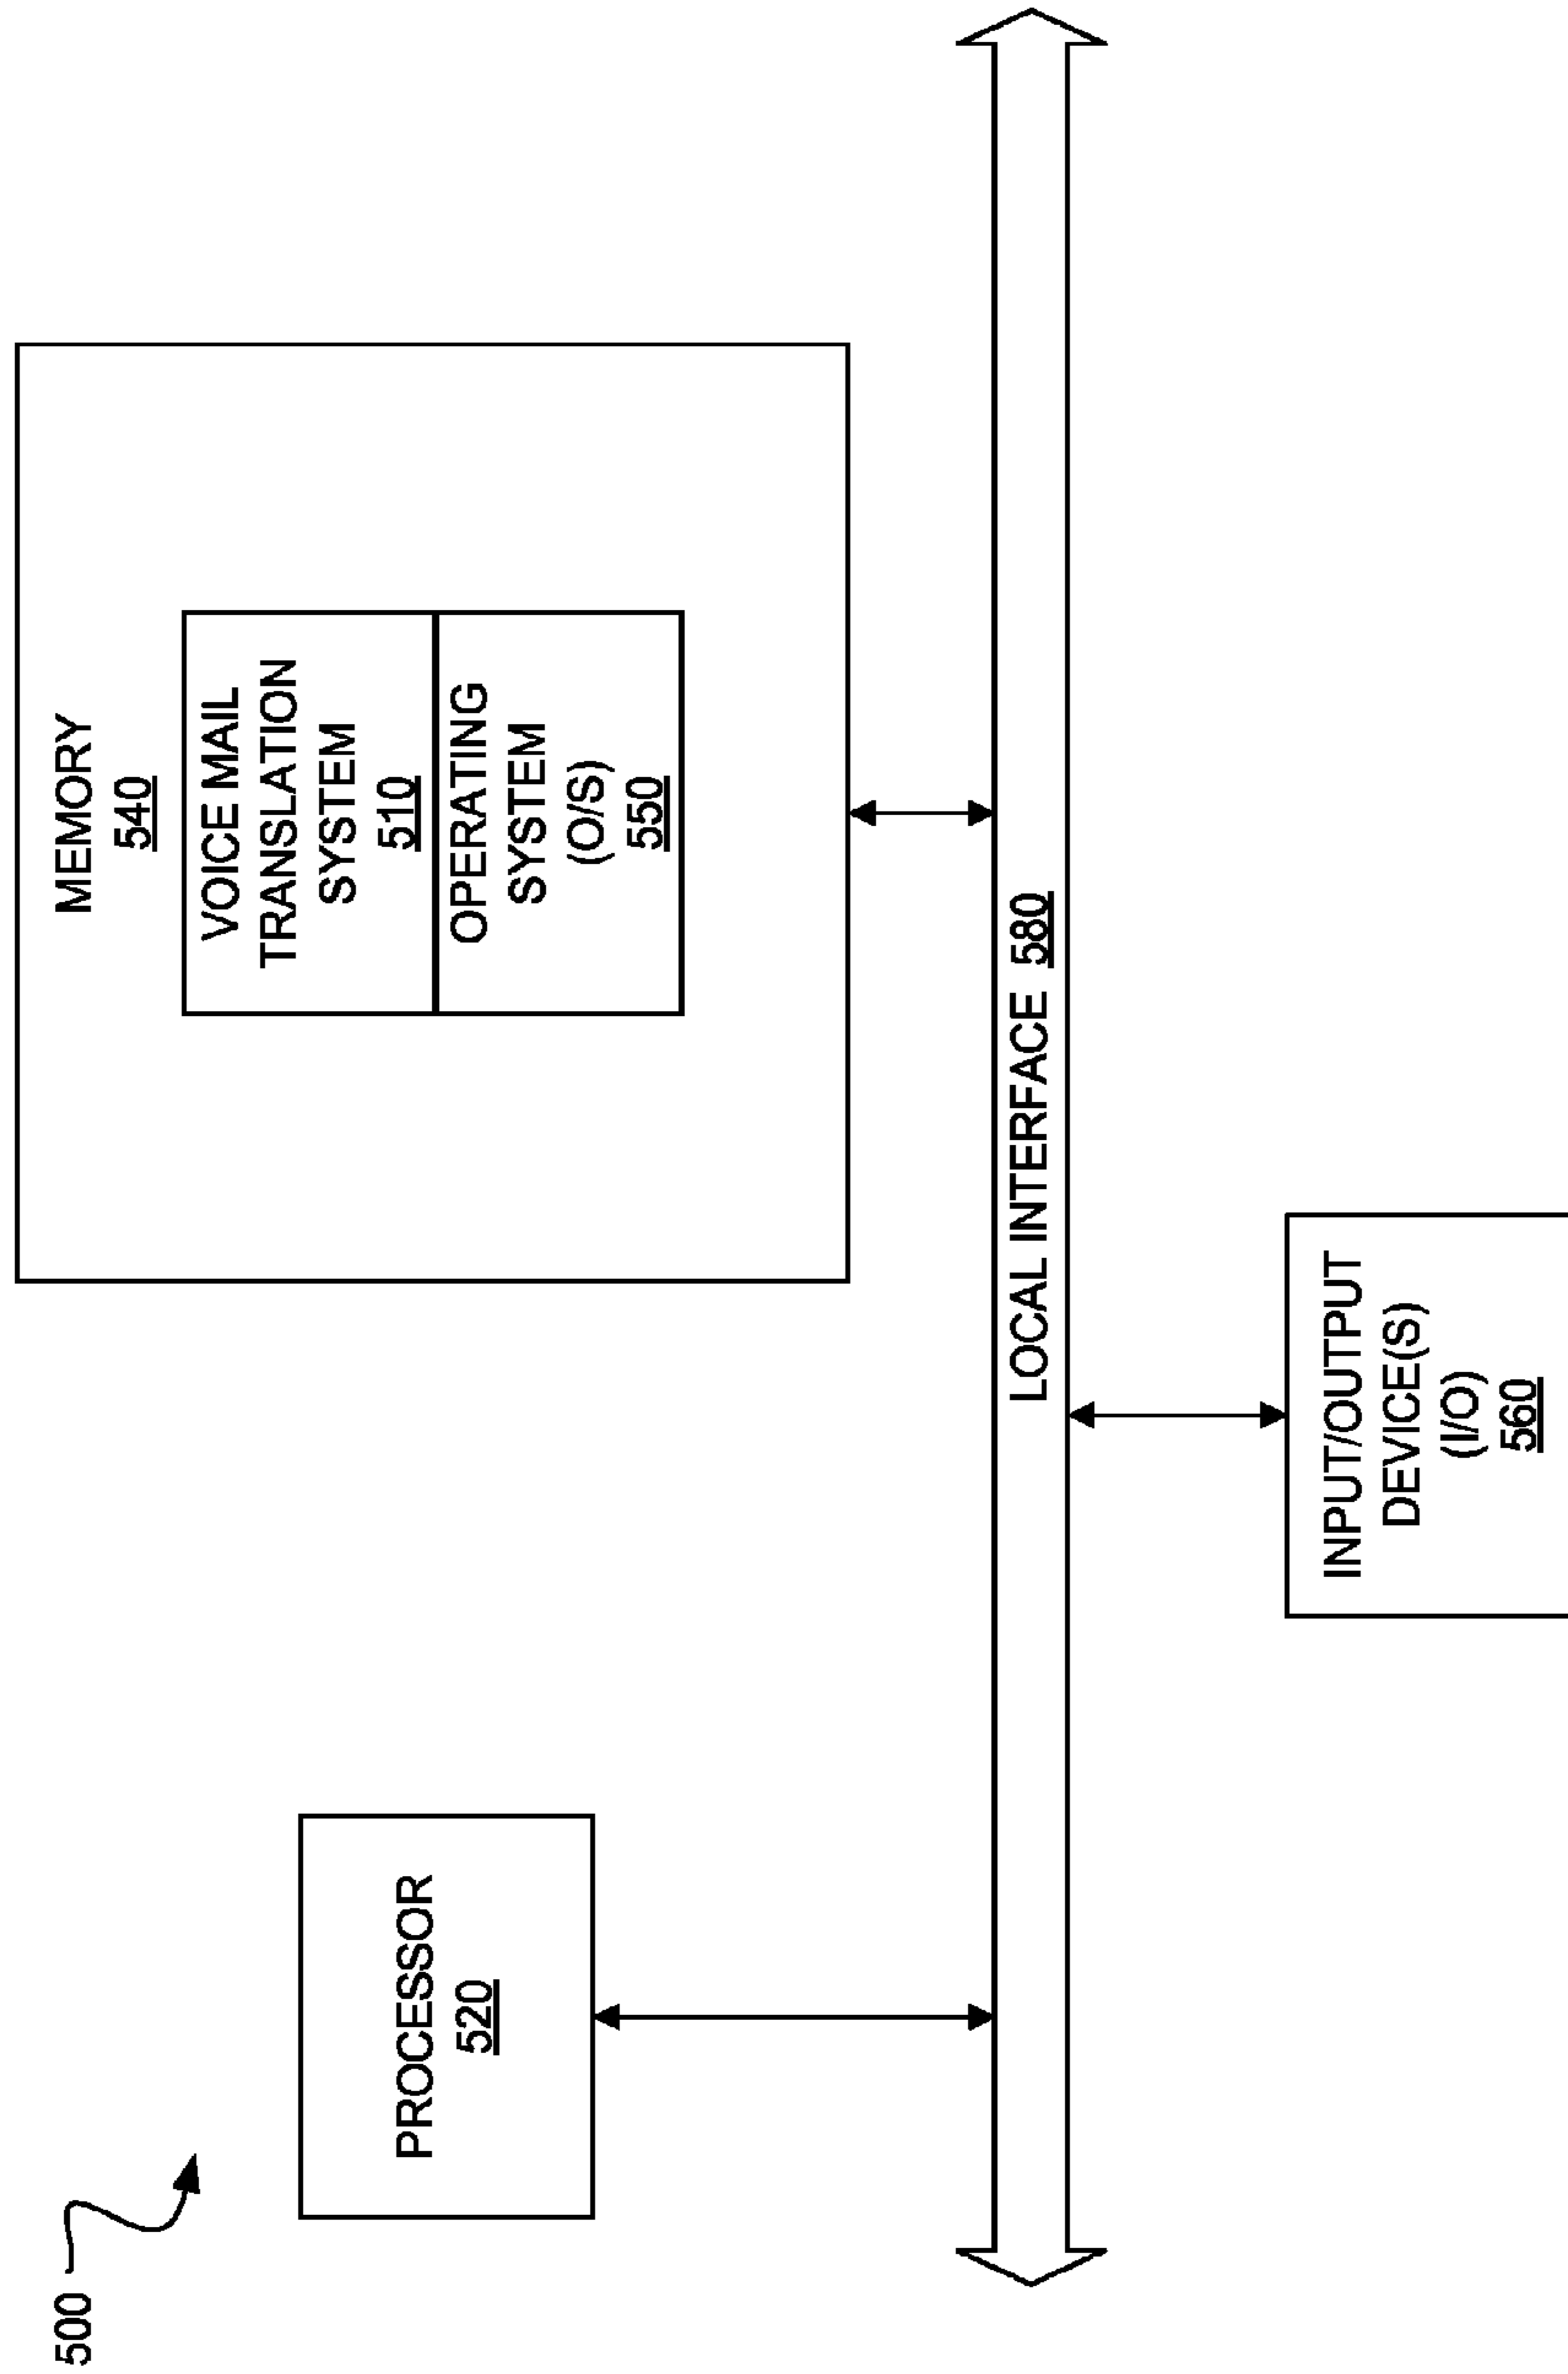 500
PROCESSOR
520
MEMORY
540
VOICE MAIL
TRANSLATION
SYSTEM
510
OPERATING
SYSTEM
(O/S)
550
LOCAL INTERFACE 580
INPUT/OUTPUT
DEVICE(S)
(I/O)
560